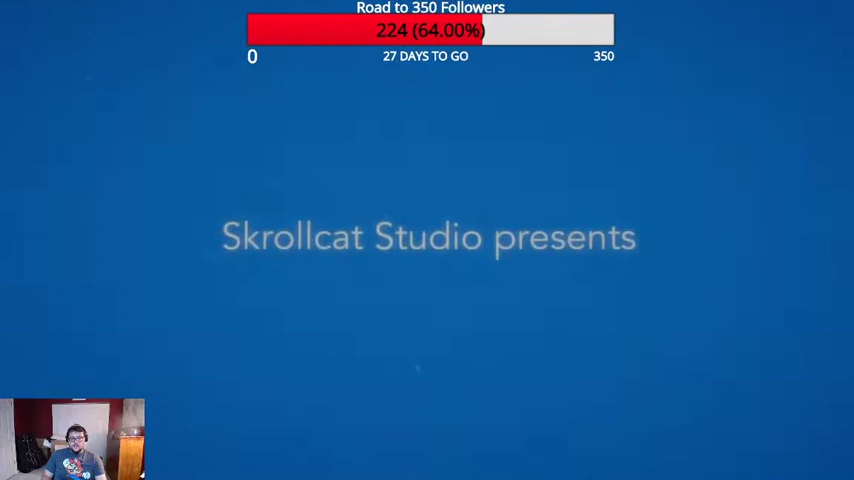 Road to 350 Followers
224 (64.00%)
0 27 DAYS TO GO 350
Skrollcat Studio presents